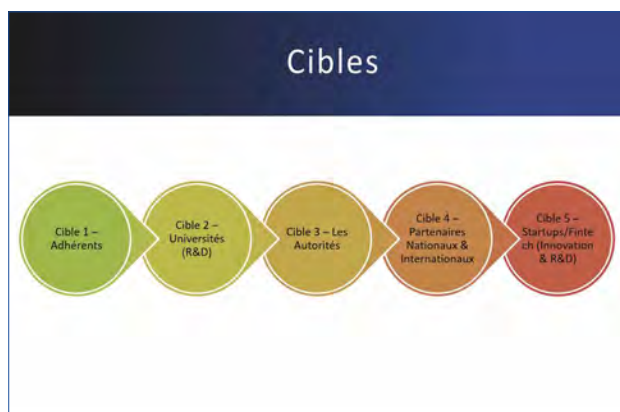 Cibles
Cible 1 –
Adhérents
Cible 2 –
Universités
(R&D)
Cible 3 – Les
Autorités
Cible 4 –
Partenaires
Nationaux &
Internationaux
Cible 5 –
Startups/Finte
ch (Innovation
& R&D)